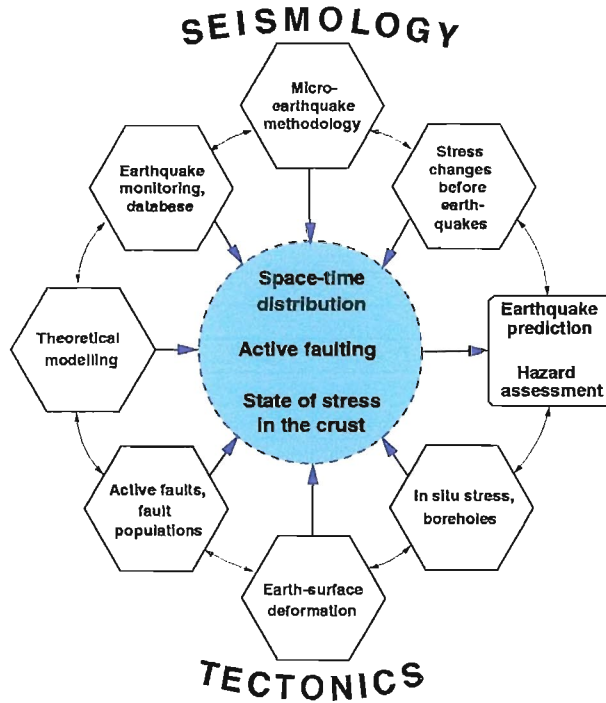 SEISMOLOGY
Micro-
earthquake
methodology
Earthquake
monitoring,
database
Stress
changes
before
earth-
quakes
Space-time
distribution
Active faulting
State of stress
in the crust
Theoretical
modelling
Earthquake
prediction
Hazard
assessment
Active faults,
fault
populations
In situ stress,
boreholes
Earth-surface
deformation
TECTONICS